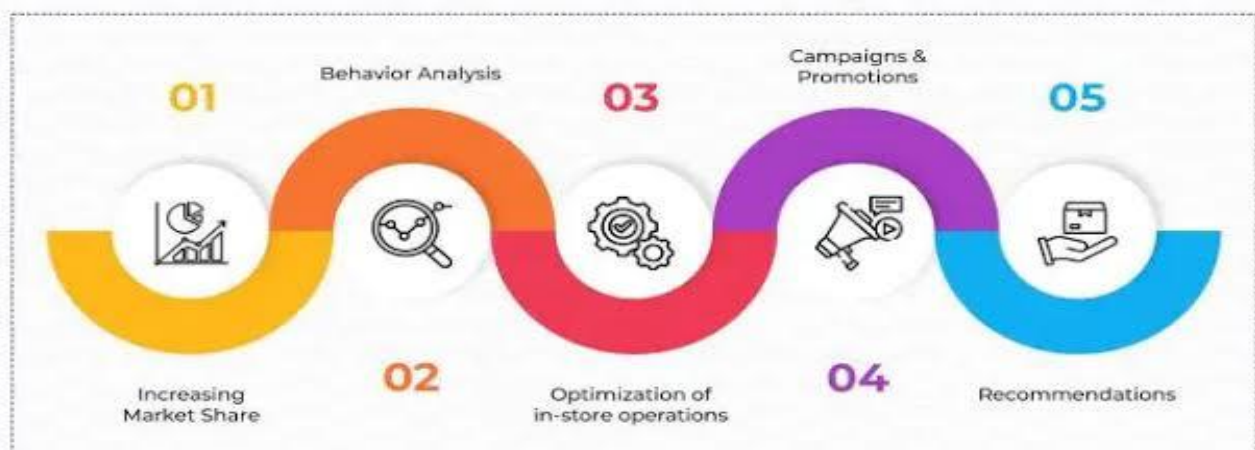 01
Increasing
Market Share
Behavior Analysis
02
03
Optimization of
in-store operations
Campaigns &
Promotions
04
05
Recommendations